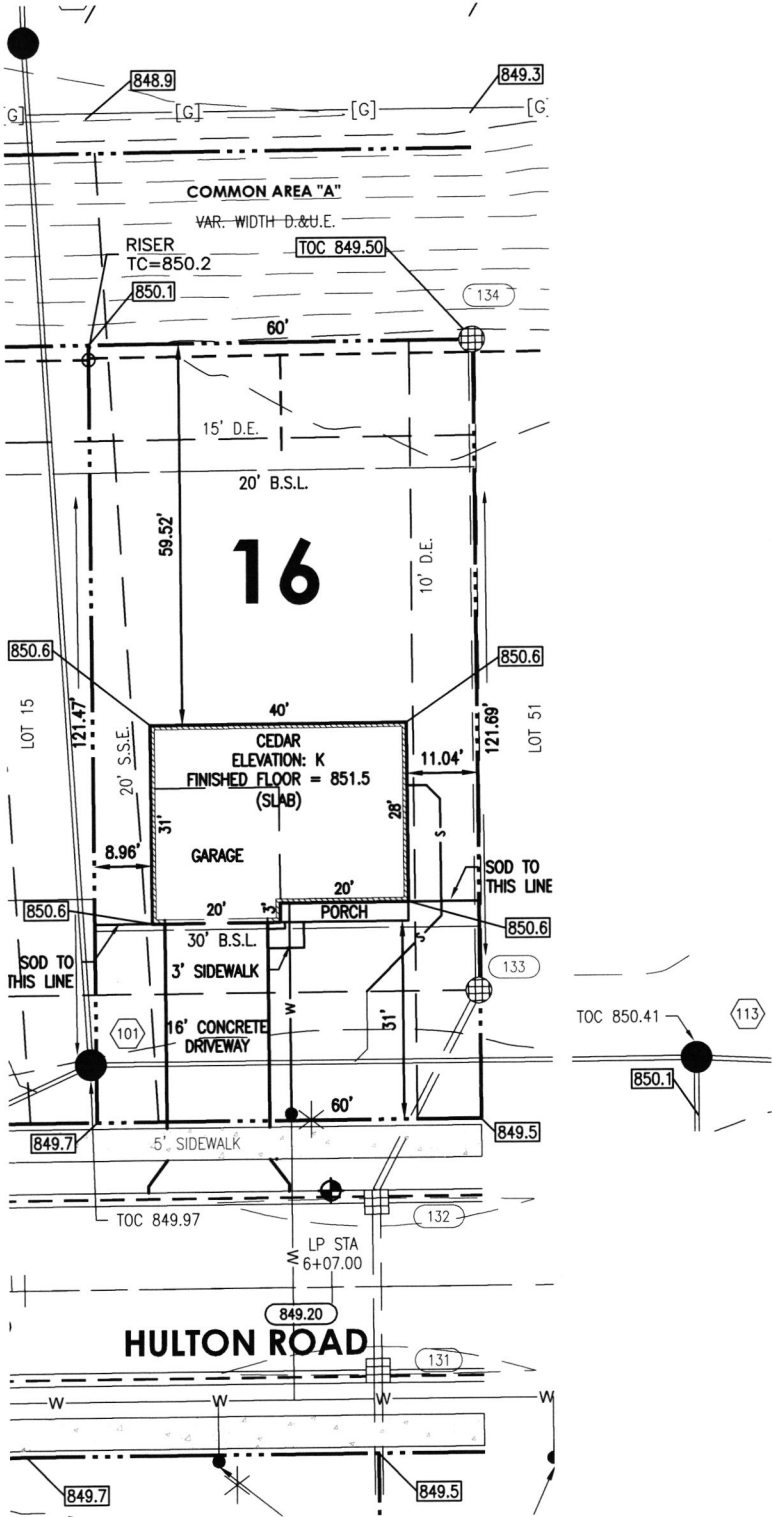 848.9
849.3
G]
[G]
[G]
[G
COMMON AREA "A"
VAR. WIDTH D.&U.E.
RISER
TC=850.2
TOC 849.50
850.1
134
60'
15' D.E.
20' B.S.L.
59.52'
16
10' D.E.
850.6
850.6
LOT 15
121.47'
20' S.S.E.
40'
CEDAR
ELEVATION: K
FINISHED FLOOR = 851.5
(SLAB)
11.04'
121.69'
LOT 51
31'
28'
S
8.96'
GARAGE
SOD TO
THIS LINE
20'
20'
3'
PORCH
850.6
850.6
30' B.S.L.
SOD TO
THIS LINE
3' SIDEWALK
S
133
W
31'
101
16' CONCRETE
DRIVEWAY
TOC 850.41
113
850.1
60'
849.7
5' SIDEWALK
849.5
TOC 849.97
132
W
LP STA
6+07.00
849.20
HULTON ROAD
131
W
W
W
W
849.7
849.5